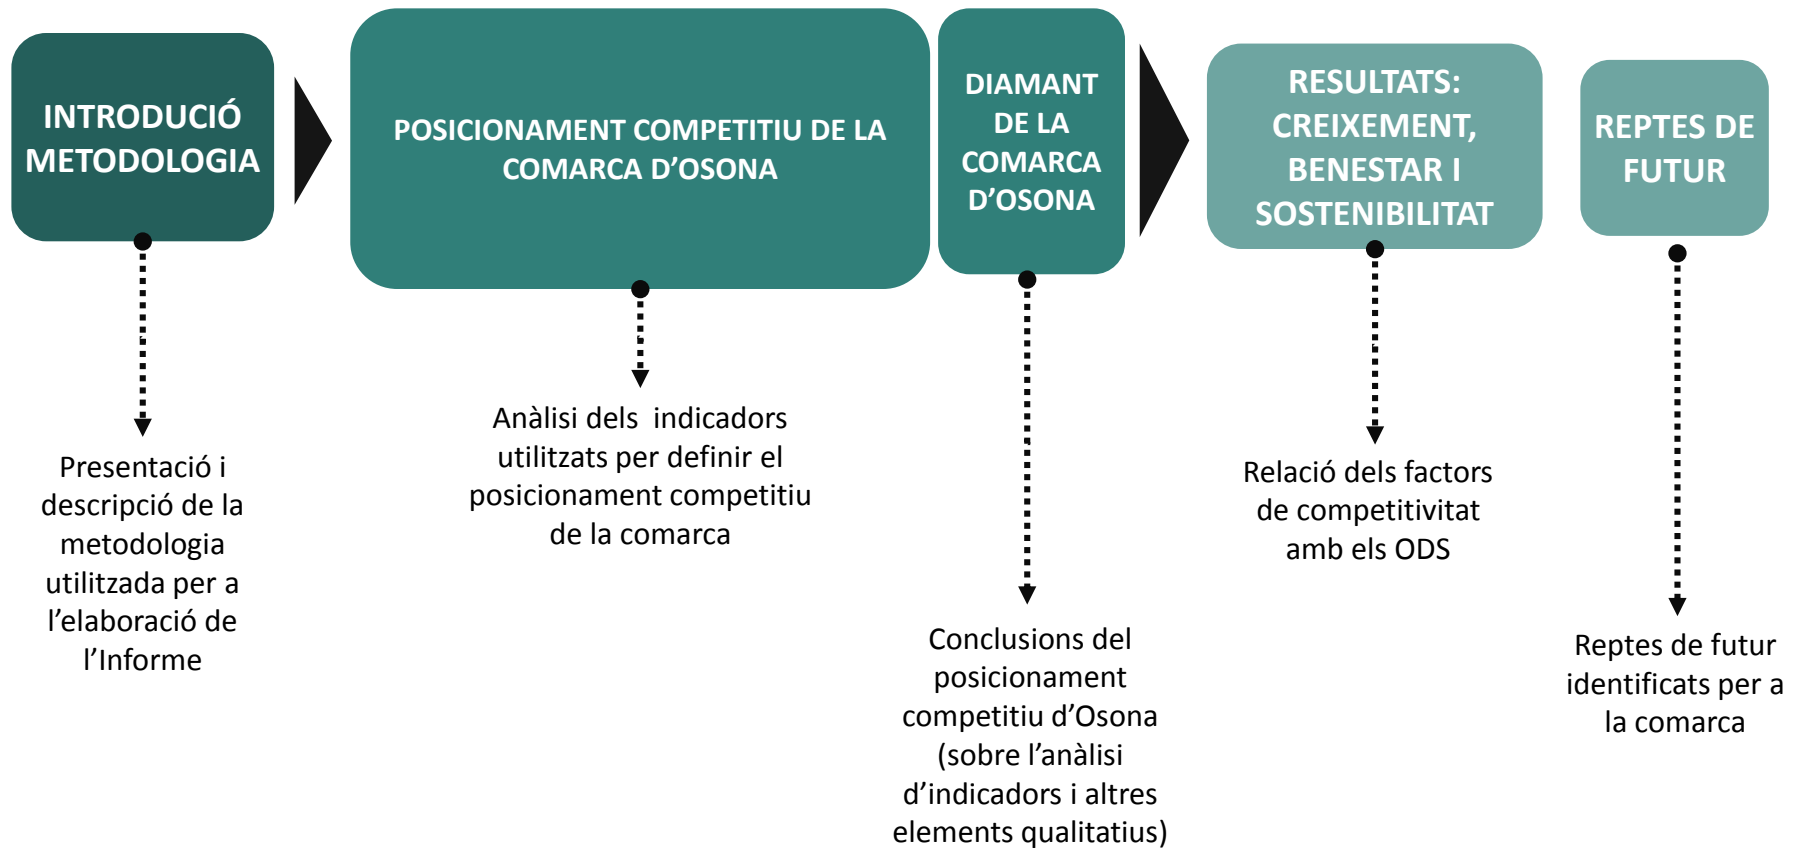 INTRODUCIÓ
METODOLOGIA
POSICIONAMENT COMPETITIU DE LA
COMARCA D'OSONA
DIAMANT
DE LA
COMARCA
D'OSONA
RESULTATS:
CREIXEMENT,
BENESTAR I
SOSTENIBILITAT
REPTES DE
FUTUR
Presentació i
descripció de la
metodologia
utilitzada per a
l’elaboració de
l’Informe
Anàlisi dels  indicadors
utilitzats per definir el
posicionament competitiu
de la comarca
Conclusions del
posicionament
competitiu d’Osona
(sobre l’anàlisi
d’indicadors i altres
elements qualitatius)
Relació dels factors
de competitivitat
amb els ODS
Reptes de futur
identificats per a
la comarca